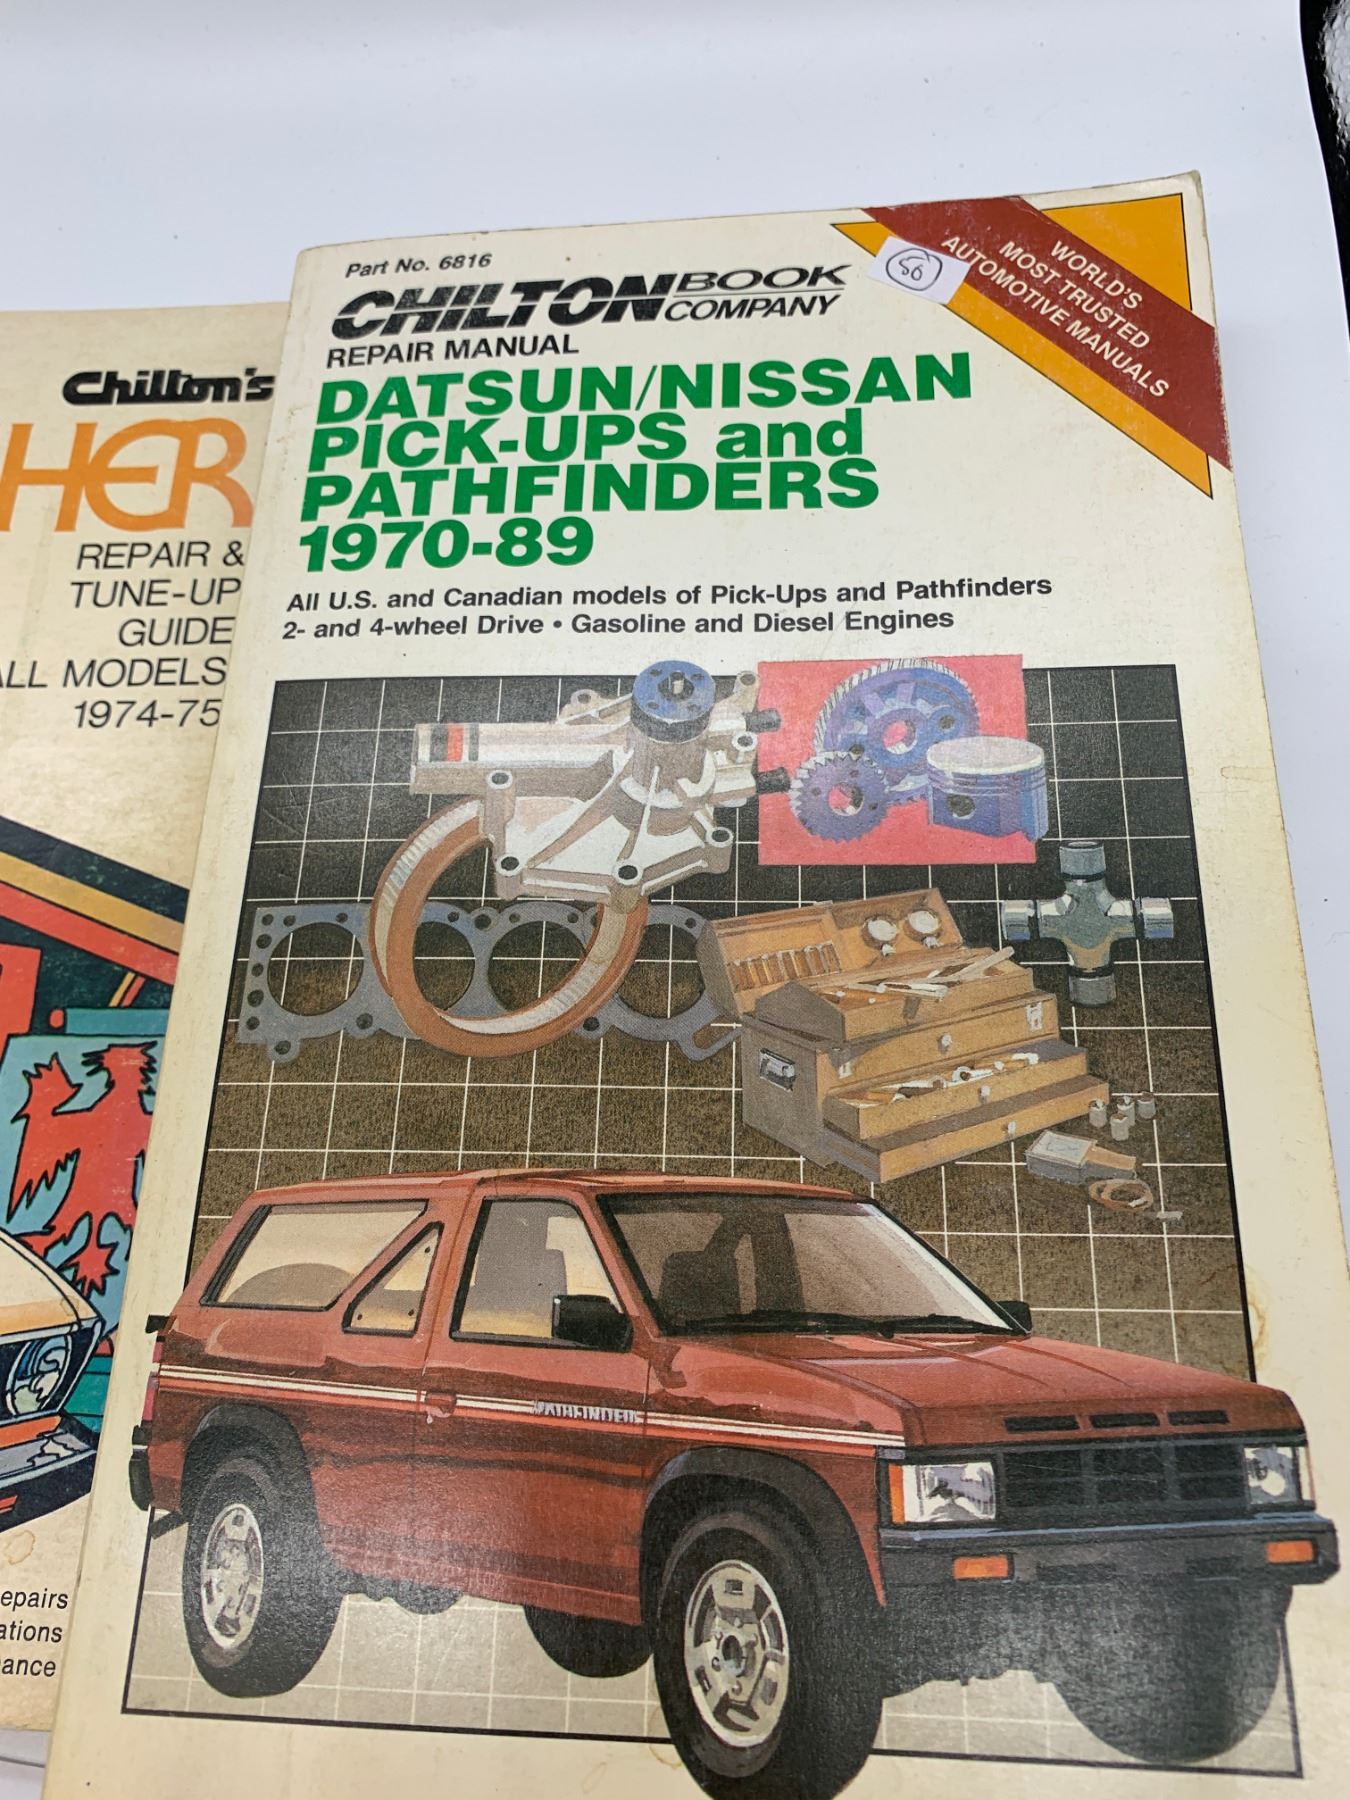 Part No. 6816
CHILTON BOOK COMPANY
REPAIR MANUAL
DATSUN/NISSAN
PICK-UPS and
PATHFINDERS
1970-89
All U.S. and Canadian models of Pick-Ups and Pathfinders
2- and 4-wheel Drive • Gasoline and Diesel Engines
WORLD'S
MOST TRUSTED
AUTOMOTIVE MANUALS
56
PATHFINDER
Chilton's
HER
REPAIR &
TUNE-UP
GUIDE
ALL MODELS
1974-75
epairs
ations
ance